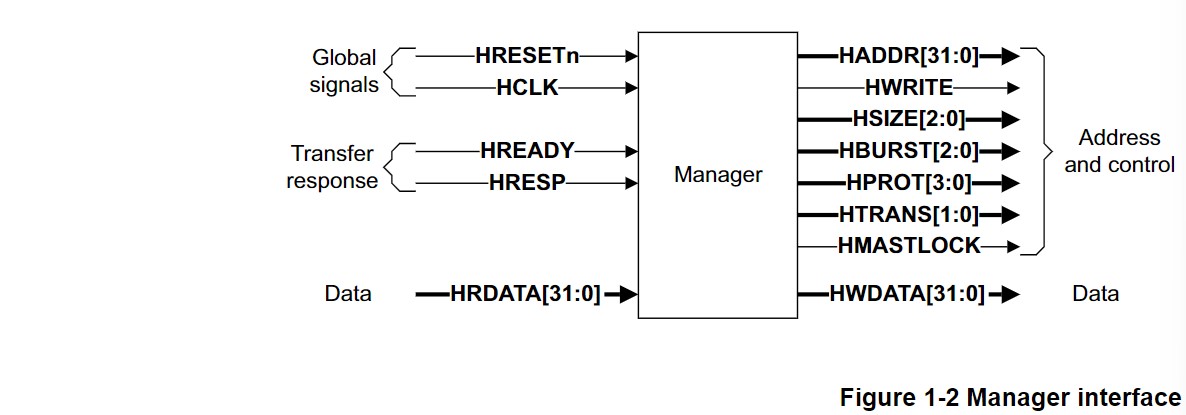 Global
signals
HRESETn
HCLK
Transfer
response
HREADY
HRESP
Data
HRDATA[31:0]
Manager
HADDR[31:0]
HWRITE
HSIZE[2:0]
HBURST[2:0]
HPROT[3:0]
HTRANS[1:0]
HMASTLOCK
Address
and control
HWDATA[31:0]
Data
Figure 1-2 Manager interface